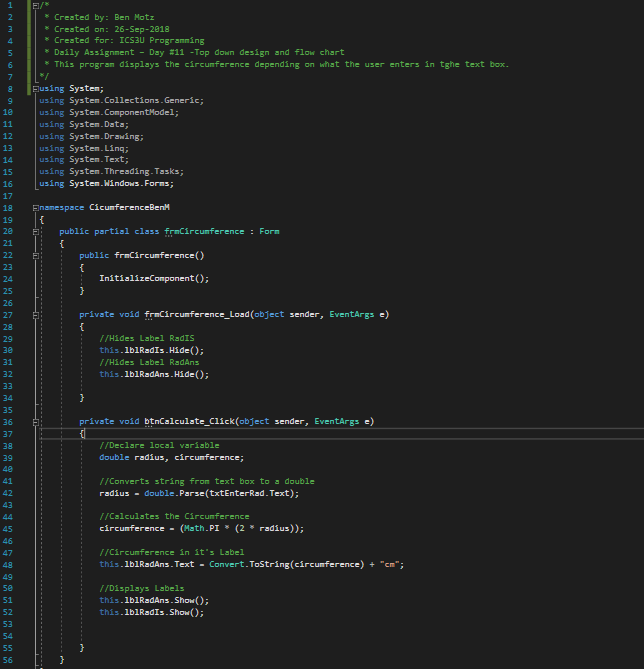 1 /*
2 * Created by: Ben Motz
3 * Created on: 26-Sep-2018
4 * Created for: ICS3U Programming
5 * Daily Assignment – Day #11 -Top down design and flow chart
6 * This program displays the circumference depending on what the user enters in tghe text box.
7 */
8 using System;
9 using System.Collections.Generic;
10 using System.ComponentModel;
11 using System.Data;
12 using System.Drawing;
13 using System.Linq;
14 using System.Text;
15 using System.Threading.Tasks;
16 using System.Windows.Forms;
17
18 namespace CicumferenceBenM
19 {
20 public partial class frmCircumference : Form
21 {
22 public frmCircumference()
23 {
24 InitializeComponent();
25 }
26
27 private void frmCircumference_Load(object sender, EventArgs e)
28 {
29 //Hides Label RadIS
30 this.lblRadIs.Hide();
31 //Hides Label RadAns
32 this.lblRadAns.Hide();
33
34 }
35
36 private void btnCalculate_Click(object sender, EventArgs e)
37 {
38 //Declare local variable
39 double radius, circumference;
40
41 //Converts string from text box to a double
42 radius = double.Parse(txtEnterRad.Text);
43
44 //Calculates the Circumference
45 circumference = (Math.PI * (2 * radius));
46
47 //Circumference in it's Label
48 this.lblRadAns.Text = Convert.ToString(circumference) + "cm";
49
50 //Displays Labels
51 this.lblRadAns.Show();
52 this.lblRadIs.Show();
53
54
55 }
56 }